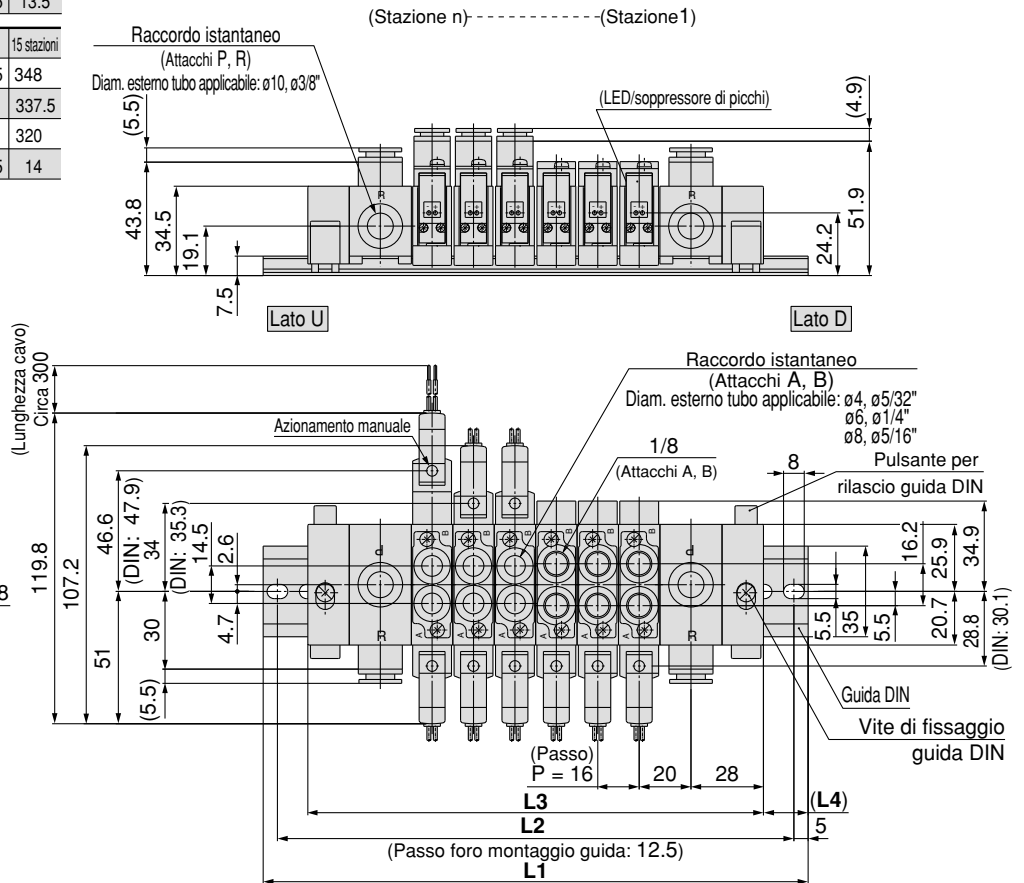 13.5
(Stazione n) (Stazione1)
15 stazioni
348
337.5
320
14
Raccordo istantaneo
(Attacchi P, R)
Diam. esterno tubo applicabile: ø10, ø3/8"
(LED/soppressore di picchi)
(4.9)
(5.5)
43.8
34.5
19.1
7.5
R
R
24.2
51.9
Lato U
Lato D
(Lunghezza cavo)
Circa 300
Azionamento manuale
Raccordo istantaneo
(Attacchi A, B)
Diam. esterno tubo applicabile: ø4, ø5/32"
ø6, ø1/4"
ø8, ø5/16"
1/8
(Attacchi A, B)
8
Pulsante per
rilascio guida DIN
119.8
107.2
46.6
(DIN: 47.9)
34
(DIN: 35.3)
14.5
2.6
4.7
30
(5.5)
51
8
B B B B B B
P P
A A A A A A
R R
16.2
25.9
34.9
5.5
35
5.5
20.7
28.8
(DIN: 30.1)
Guida DIN
Vite di fissaggio
guida DIN
(Passo)
P = 16
20
28
L3
(L4)
L2
5
(Passo foro montaggio guida: 12.5)
L1